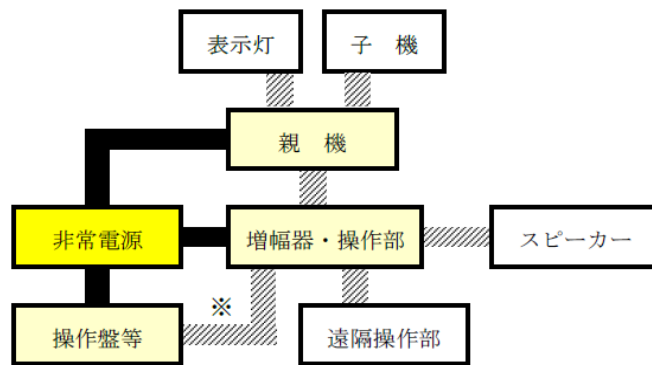 表示灯
子　機
親　機
非常電源
増幅器・操作部
スピーカー
※
操作盤等
遠隔操作部